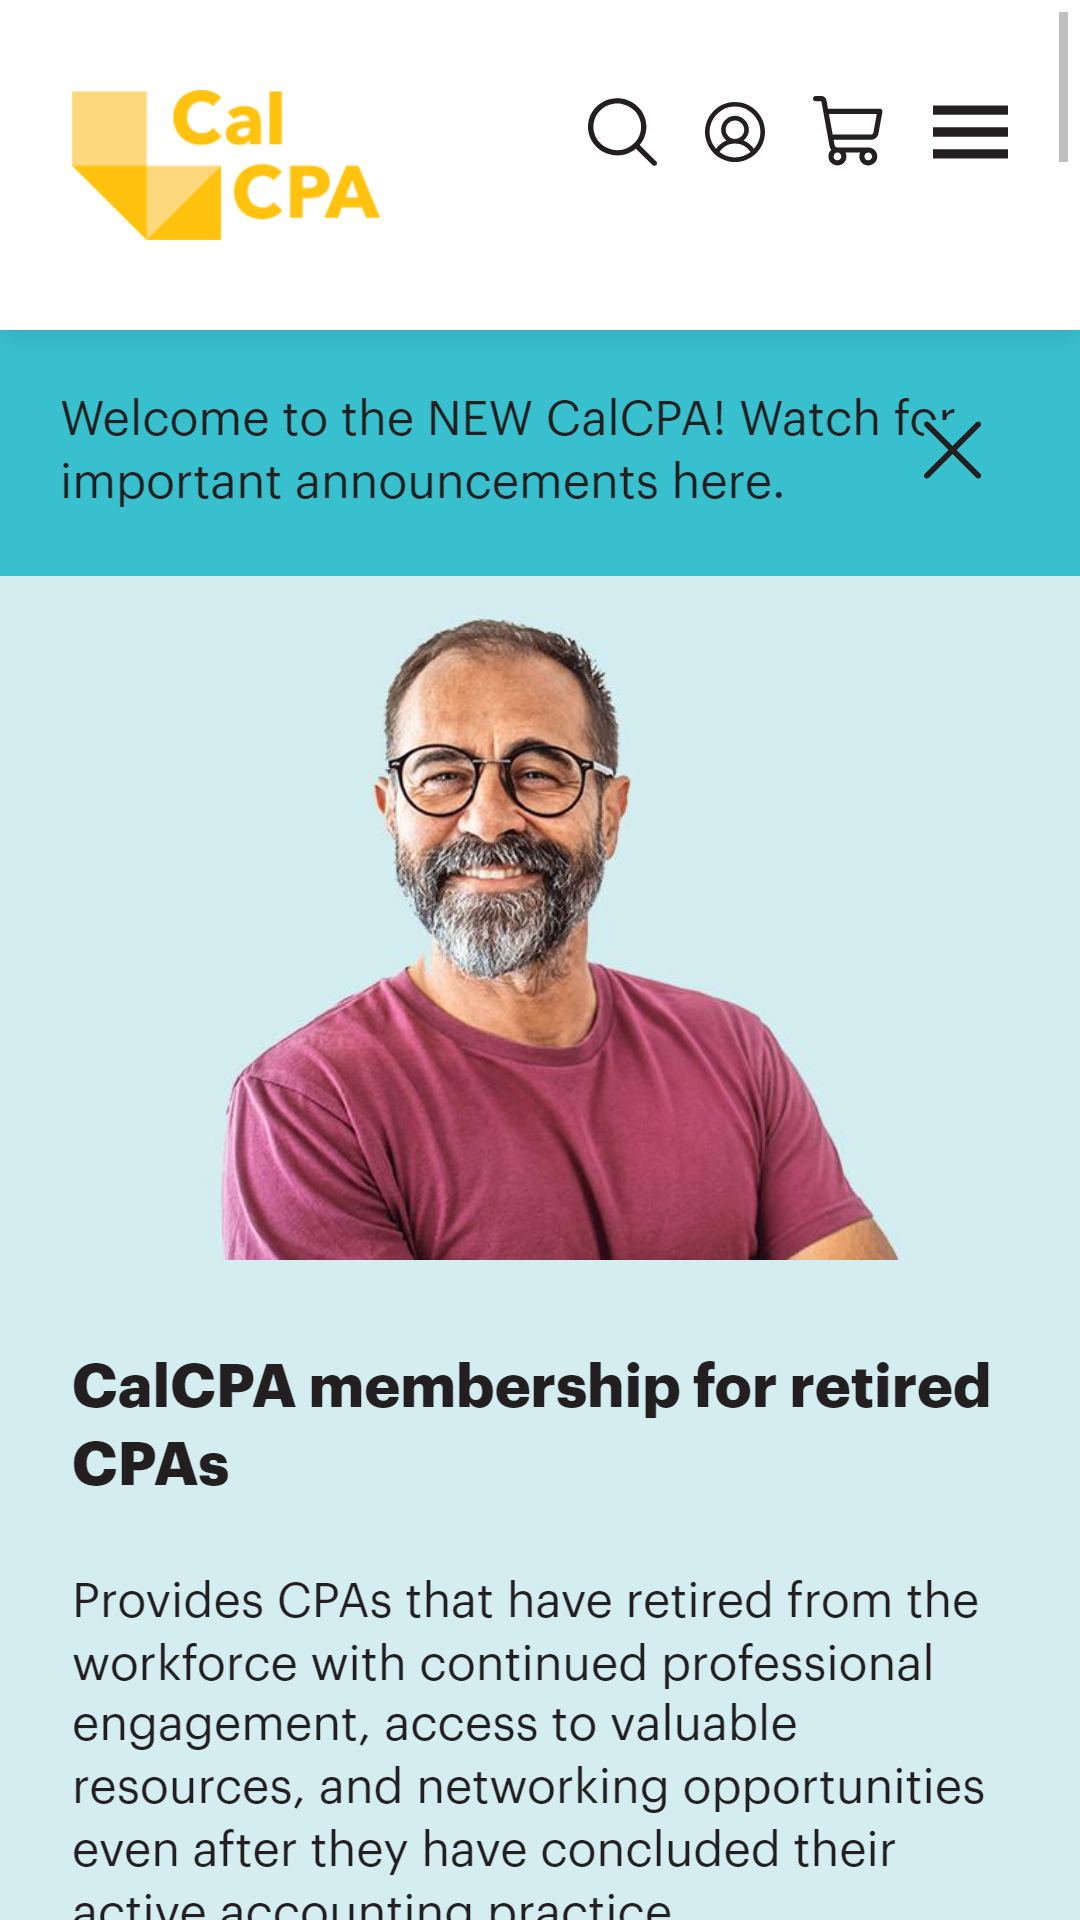 Cal
CPA
Welcome to the NEW CalCPA! Watch for
important announcements here.
CalCPA membership for retired
CPAs
Provides CPAs that have retired from the
workforce with continued professional
engagement, access to valuable
resources, and networking opportunities
even after they have concluded their
active accounting practice